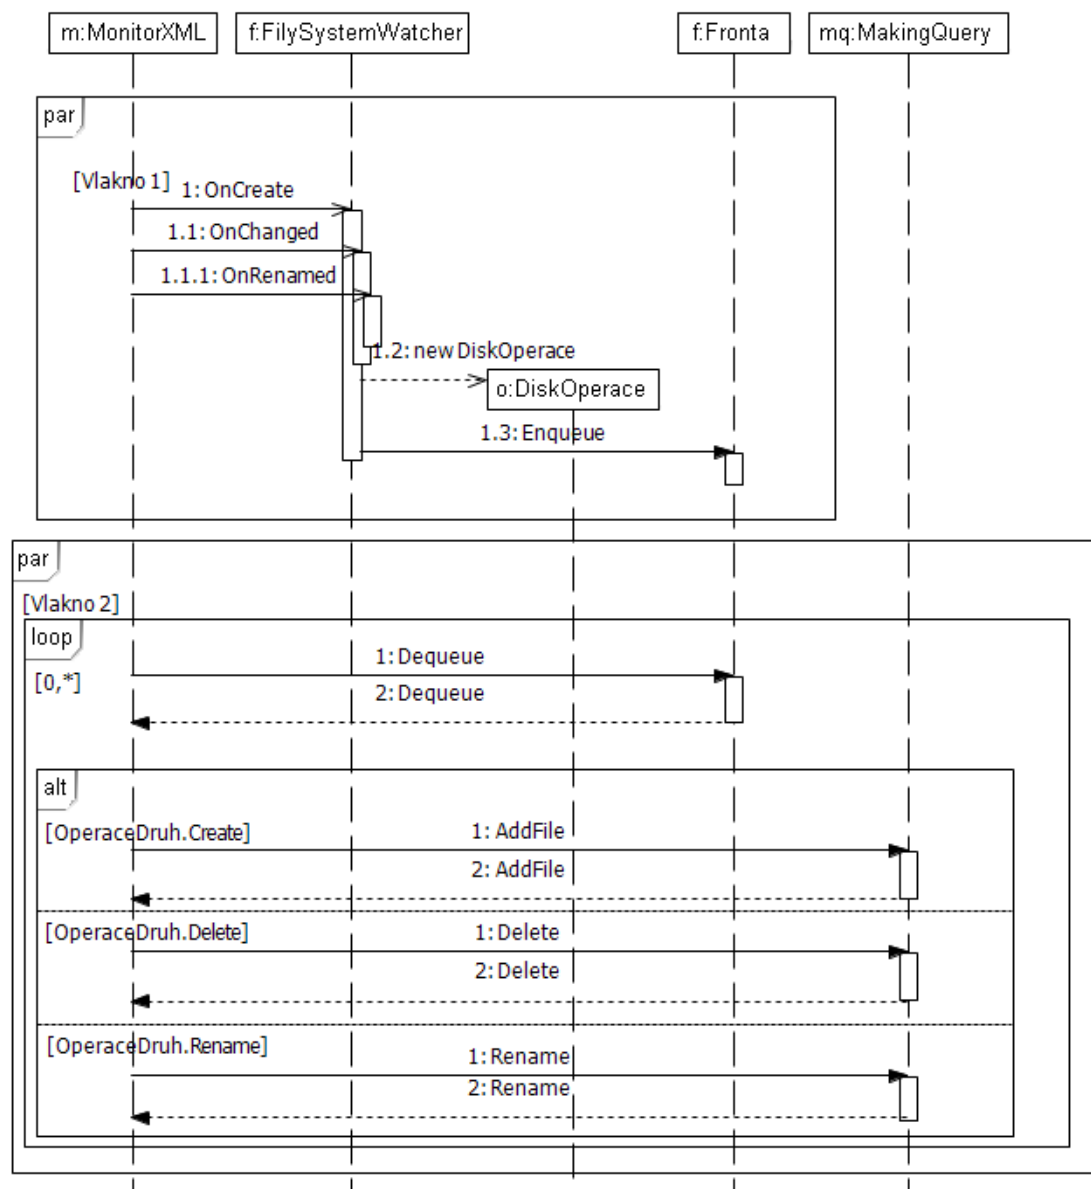 m:MonitorXML
f:FilySystemWatcher
f:Fronta
mq:MakingQuery
par
[Vlakno 1]
1: OnCreate
1.1: OnChanged
1.1.1: OnRenamed
1.2: new DiskOperace
o:DiskOperace
1.3: Enqueue
par
[Vlakno 2]
loop
[0,*]
1: Dequeue
2: Dequeue
alt
[OperaceDruh.Create]
1: AddFile
2: AddFile
[OperaceDruh.Delete]
1: Delete
2: Delete
[OperaceDruh.Rename]
1: Rename
2: Rename